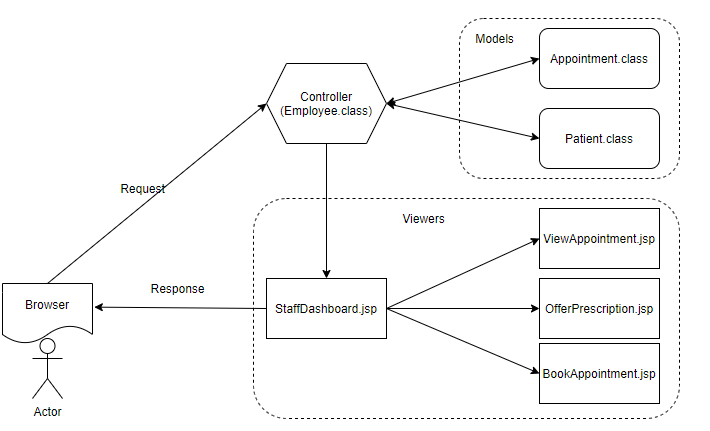 Models
Appointment.class
Controller
(Employee.class)
Patient.class
Request
Viewers
ViewAppointment.jsp
Response
Browser
StaffDashboard.jsp
OfferPrescription.jsp
BookAppointment.jsp
Actor